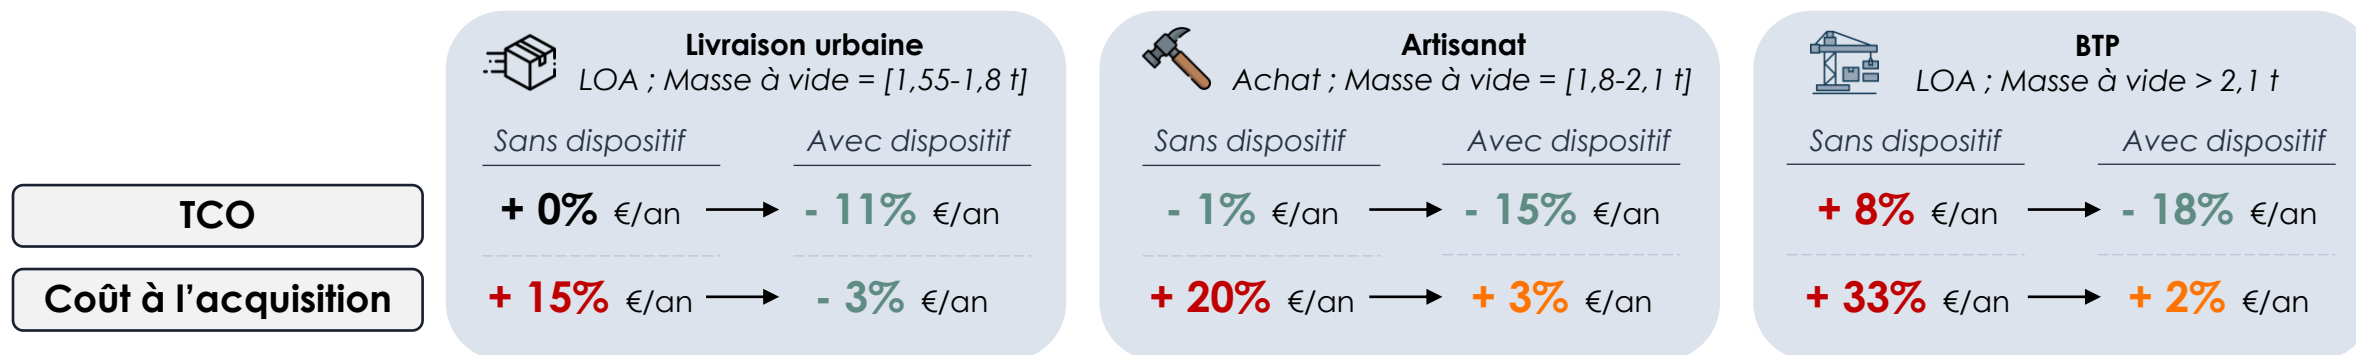 Livraison urbaine
LOA ; Masse à vide = [1,55-1,8 t]
Sans dispositif
Avec dispositif
Artisanat
Achat ; Masse à vide = [1,8-2,1 t]
Sans dispositif
Avec dispositif
BTP
LOA ; Masse à vide > 2,1 t
Sans dispositif
Avec dispositif
TCO
+ 0% €/an
- 11% €/an
- 1% €/an
- 15% €/an
+ 8% €/an
- 18% €/an
Coût à l’acquisition
+ 15% €/an
- 3% €/an
+ 20% €/an
+ 3% €/an
+ 33% €/an
+ 2% €/an